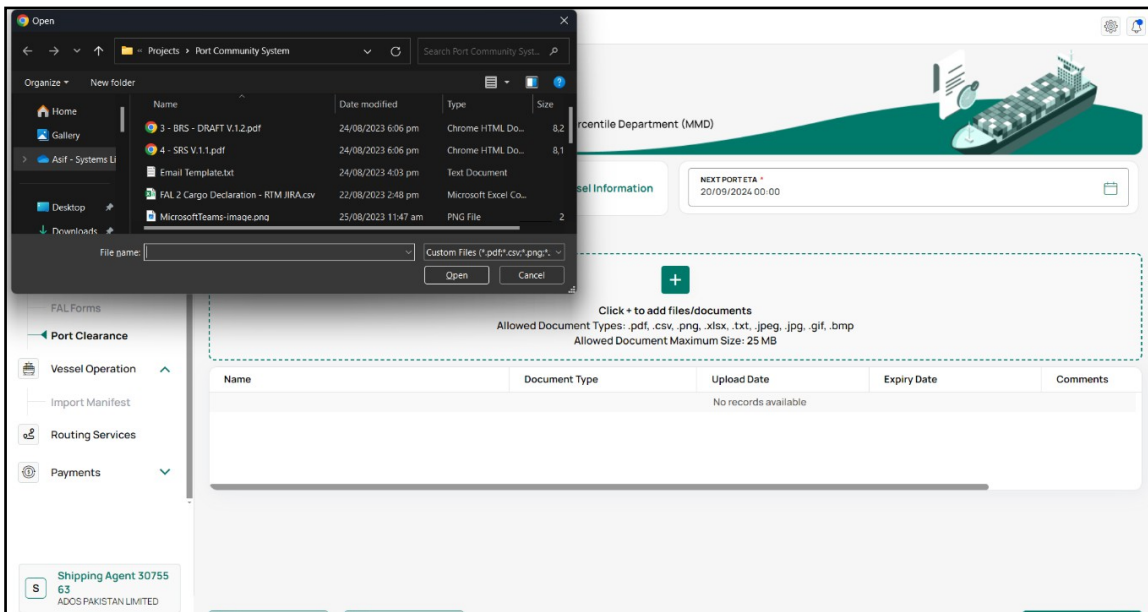 Open
Projects > Port Community System
Search Port Community Syst...
Organize
New folder
Home
Gallery
Asif - Systems Li
Desktop
Downloads
Name Date modified Type Size
3 - BRS - DRAFT V.1.2.pdf 24/08/2023 6:06 pm Chrome HTML Do... 8,2
4 - SRS V.1.1.pdf 24/08/2023 6:06 pm Chrome HTML Do... 8,1
Email Template.txt 24/08/2023 4:03 pm Text Document
FAL 2 Cargo Declaration - RTM JIRA.csv 22/08/2023 2:48 pm Microsoft Excel Co...
MicrosoftTeams-image.png 25/08/2023 11:47 am PNG File 2
File name:
Custom Files (*.pdf;*.csv;*.png;*.
Open Cancel
rcentile Department (MMD)
sel Information
NEXT PORT ETA *
20/09/2024 00:00
Click + to add files/documents
Allowed Document Types: .pdf, .csv, .png, .xlsx, .txt, .jpeg, .jpg, .gif, .bmp
Allowed Document Maximum Size: 25 MB
Name Document Type Upload Date Expiry Date Comments
No records available
FAL Forms
Port Clearance
Vessel Operation
Import Manifest
Routing Services
Payments
S
Shipping Agent 30755
63
ADOS PAKISTAN LIMITED